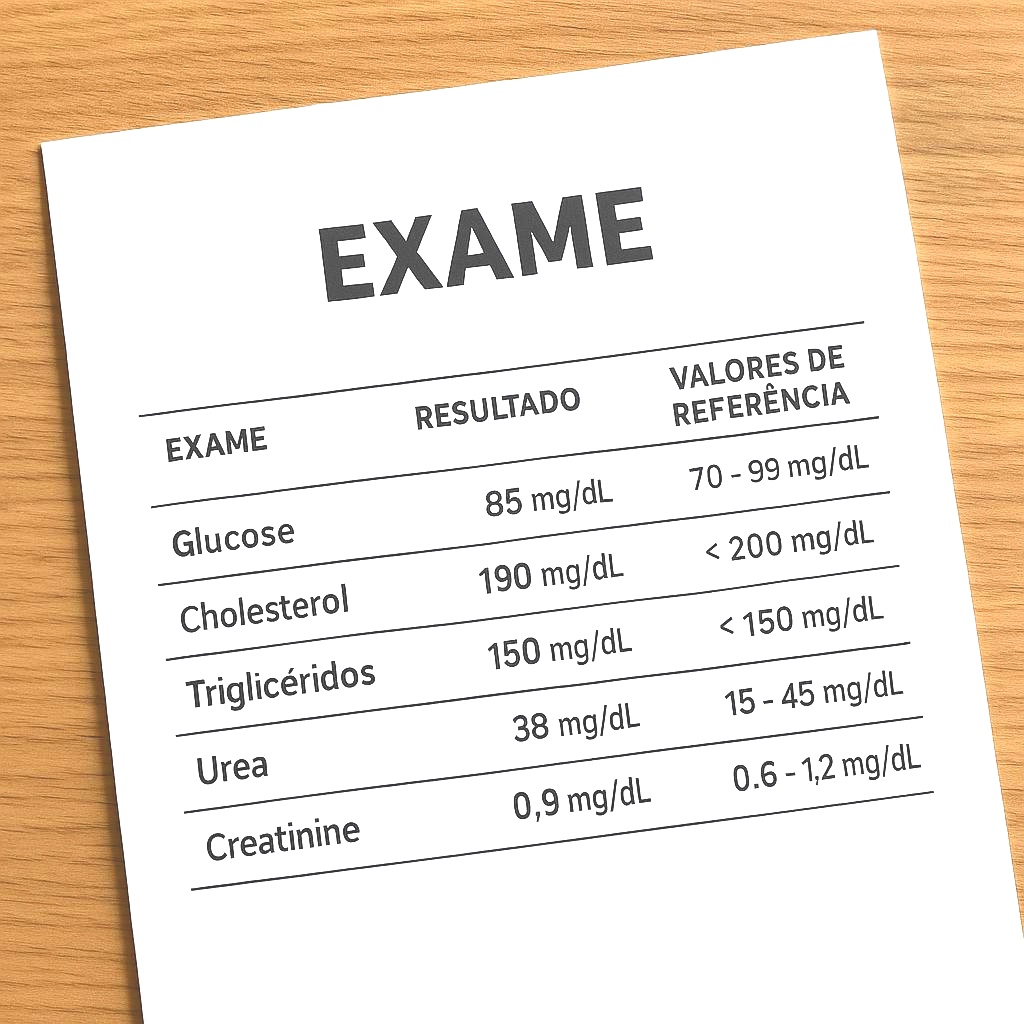 EXAME
EXAME RESULTADO VALORES DE REFERÊNCIA
Glucose 85 mg/dL 70 - 99 mg/dL
Cholesterol 190 mg/dL < 200 mg/dL
Triglicéridos 150 mg/dL < 150 mg/dL
Urea 38 mg/dL 15 - 45 mg/dL
Creatinine 0,9 mg/dL 0.6 - 1,2 mg/dL